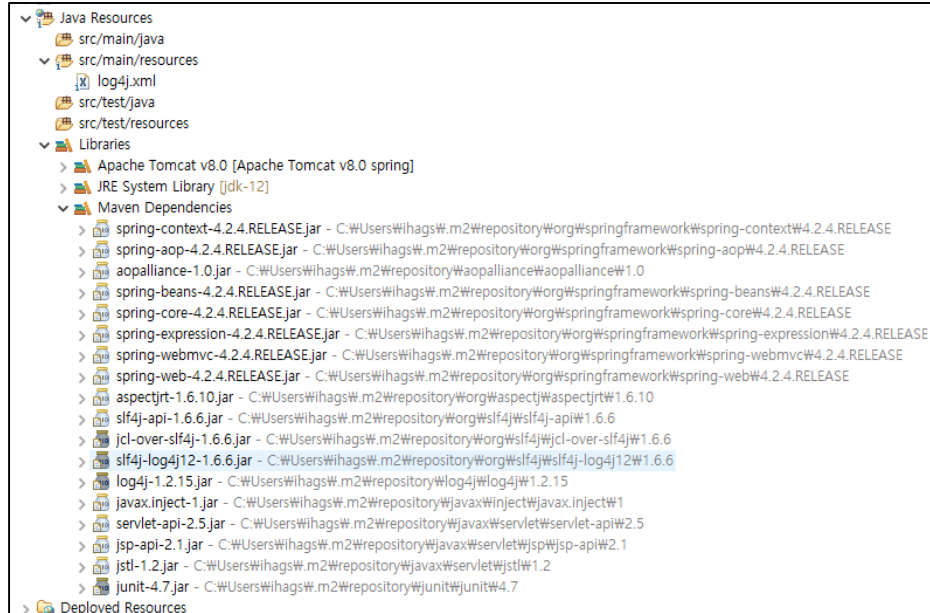 Java Resources
src/main/java
src/main/resources
log4j.xml
src/test/java
src/test/resources
Libraries
Apache Tomcat v8.0 [Apache Tomcat v8.0 spring]
JRE System Library [jdk-12]
Maven Dependencies
spring-context-4.2.4.RELEASE.jar - C:₩Users₩ihags₩.m2₩repository₩org₩springframework₩spring-context₩4.2.4.RELEASE
spring-aop-4.2.4.RELEASE.jar - C:₩Users₩ihags₩.m2₩repository₩org₩springframework₩spring-aop₩4.2.4.RELEASE
aopalliance-1.0.jar - C:₩Users₩ihags₩.m2₩repository₩aopalliance₩aopalliance₩1.0
spring-beans-4.2.4.RELEASE.jar - C:₩Users₩ihags₩.m2₩repository₩org₩springframework₩spring-beans₩4.2.4.RELEASE
spring-core-4.2.4.RELEASE.jar - C:₩Users₩ihags₩.m2₩repository₩org₩springframework₩spring-core₩4.2.4.RELEASE
spring-expression-4.2.4.RELEASE.jar - C:₩Users₩ihags₩.m2₩repository₩org₩springframework₩spring-expression₩4.2.4.RELEASE
spring-webmvc-4.2.4.RELEASE.jar - C:₩Users₩ihags₩.m2₩repository₩org₩springframework₩spring-webmvc₩4.2.4.RELEASE
spring-web-4.2.4.RELEASE.jar - C:₩Users₩ihags₩.m2₩repository₩org₩springframework₩spring-web₩4.2.4.RELEASE
aspectjrt-1.6.10.jar - C:₩Users₩ihags₩.m2₩repository₩org₩aspectj₩aspectjrt₩1.6.10
slf4j-api-1.6.6.jar - C:₩Users₩ihags₩.m2₩repository₩org₩slf4j₩slf4j-api₩1.6.6
jcl-over-slf4j-1.6.6.jar - C:₩Users₩ihags₩.m2₩repository₩org₩slf4j₩jcl-over-slf4j₩1.6.6
slf4j-log4j12-1.6.6.jar - C:₩Users₩ihags₩.m2₩repository₩org₩slf4j₩slf4j-log4j12₩1.6.6
log4j-1.2.15.jar - C:₩Users₩ihags₩.m2₩repository₩log4j₩log4j₩1.2.15
javax.inject-1.jar - C:₩Users₩ihags₩.m2₩repository₩javax₩inject₩javax.inject₩1
servlet-api-2.5.jar - C:₩Users₩ihags₩.m2₩repository₩javax₩servlet₩servlet-api₩2.5
jsp-api-2.1.jar - C:₩Users₩ihags₩.m2₩repository₩javax₩servlet₩jsp₩jsp-api₩2.1
jstl-1.2.jar - C:₩Users₩ihags₩.m2₩repository₩javax₩servlet₩jstl₩1.2
junit-4.7.jar - C:₩Users₩ihags₩.m2₩repository₩junit₩junit₩4.7
Deployed Resources